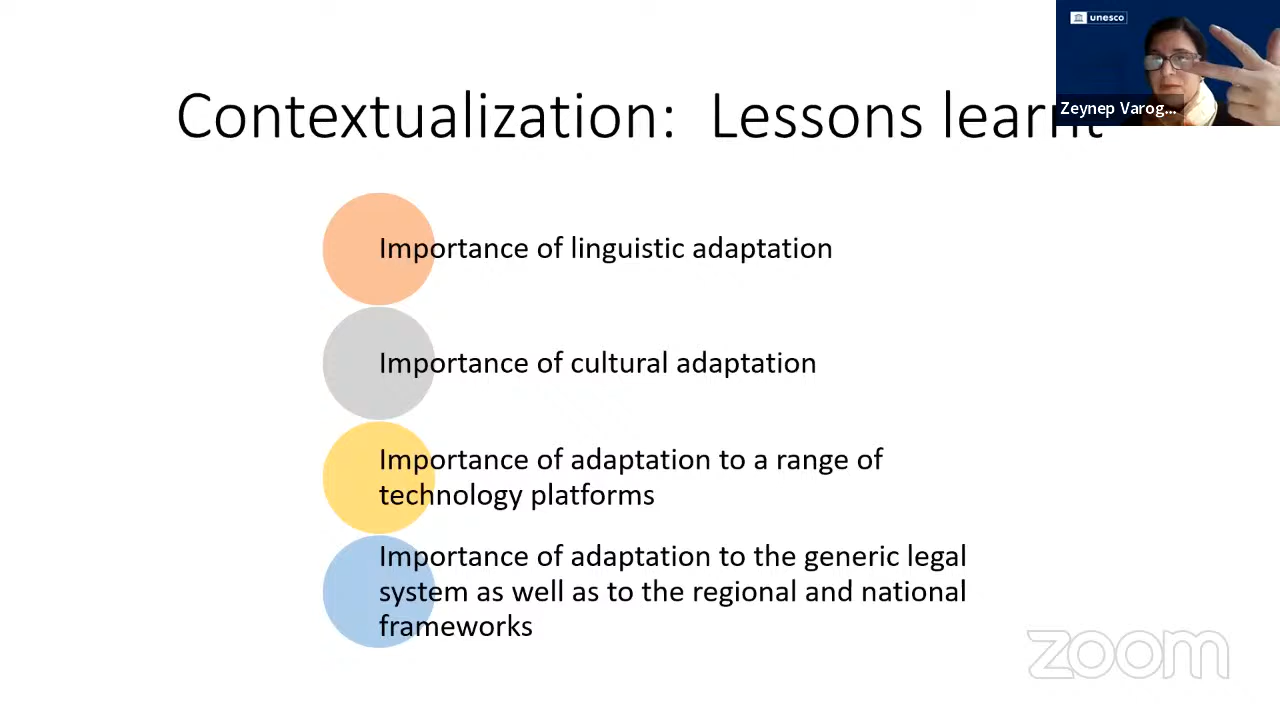 unesco
Zeynep Varog...
Contextualization: Lessons learnt
Importance of linguistic adaptation
Importance of cultural adaptation
Importance of adaptation to a range of
technology platforms
Importance of adaptation to the generic legal
system as well as to the regional and national
frameworks
zoom